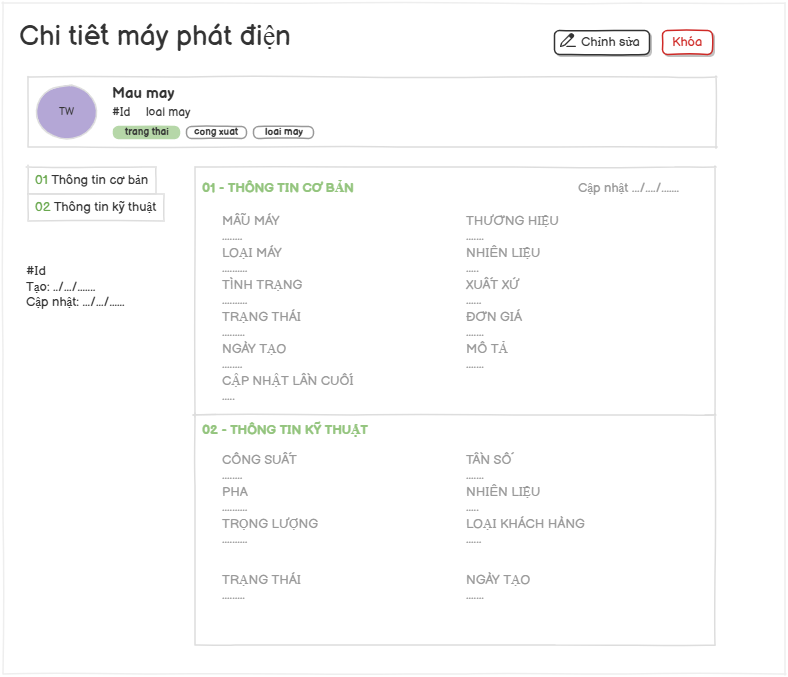 Chi tiết máy phát điện
Chỉnh sửa
Khóa
TW
Mau may
#Id loai may
trang thai cong xuat loai may
01 Thông tin cơ bản
02 Thông tin kỹ thuật
#Id
Tạo: ../.../.......
Cập nhật: .../.../......
01 - THÔNG TIN CƠ BẢN
Cập nhật .../..../.......
MẪU MÁY THƯƠNG HIỆU
........ .......
LOẠI MÁY NHIÊN LIỆU
.......... .....
TÌNH TRẠNG XUẤT XỨ
.......... ......
TRẠNG THÁI ĐƠN GIÁ
......... .......
NGÀY TẠO MÔ TẢ
........ .......
CẬP NHẬT LẦN CUỐI
.....
02 - THÔNG TIN KỸ THUẬT
CÔNG SUẤT TẦN SỐ
........ .......
PHA NHIÊN LIỆU
.......... .....
TRỌNG LƯỢNG LOẠI KHÁCH HÀNG
.......... ......
TRẠNG THÁI NGÀY TẠO
......... .......